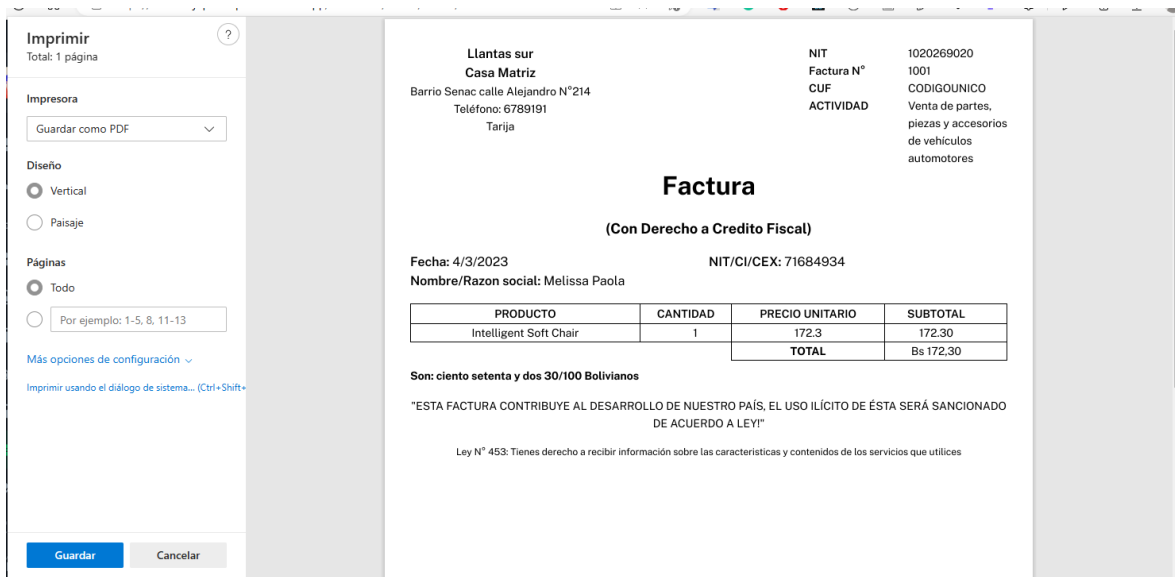 Imprimir
?
Total: 1 página
Impresora
Guardar como PDF
Diseño
Vertical
Paisaje
Páginas
Todo
Por ejemplo: 1-5, 8, 11-13
Más opciones de configuración
Imprimir usando el diálogo de sistema... (Ctrl+Shift+
Guardar
Cancelar
Llantas sur
Casa Matriz
Barrio Senac calle Alejandro N°214
Teléfono: 6789191
Tarija
NIT 1020269020
Factura N° 1001
CUF CODIGOUNICO
ACTIVIDAD Venta de partes,
piezas y accesorios
de vehículos
automotores
Factura
(Con Derecho a Credito Fiscal)
Fecha: 4/3/2023 NIT/CI/CEX: 71684934
Nombre/Razon social: Melissa Paola
PRODUCTO CANTIDAD PRECIO UNITARIO SUBTOTAL
Intelligent Soft Chair 1 172.3 172.30
TOTAL Bs 172,30
Son: ciento setenta y dos 30/100 Bolivianos
"ESTA FACTURA CONTRIBUYE AL DESARROLLO DE NUESTRO PAÍS, EL USO ILÍCITO DE ÉSTA SERÁ SANCIONADO
DE ACUERDO A LEY!"
Ley N° 453: Tienes derecho a recibir información sobre las caracteristicas y contenidos de los servicios que utilices